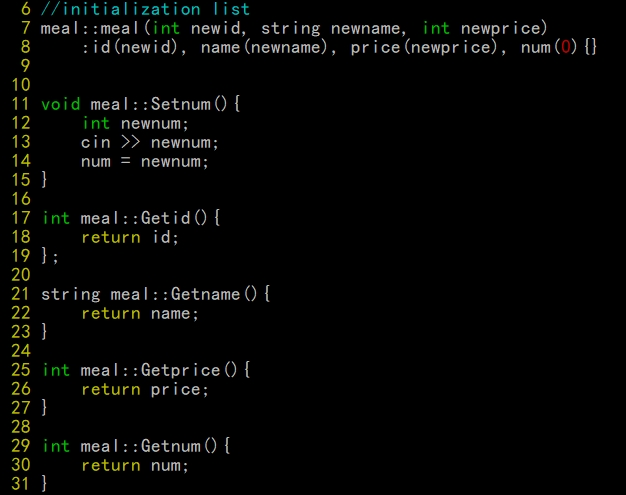 6 //initialization list
7 meal::meal(int newid, string newname, int newprice)
8     :id(newid), name(newname), price(newprice), num(0){}
9
10
11 void meal::Setnum(){
12     int newnum;
13     cin >> newnum;
14     num = newnum;
15 }
16
17 int meal::Getid(){
18     return id;
19 };
20
21 string meal::Getname(){
22     return name;
23 }
24
25 int meal::Getprice(){
26     return price;
27 }
28
29 int meal::Getnum(){
30     return num;
31 }